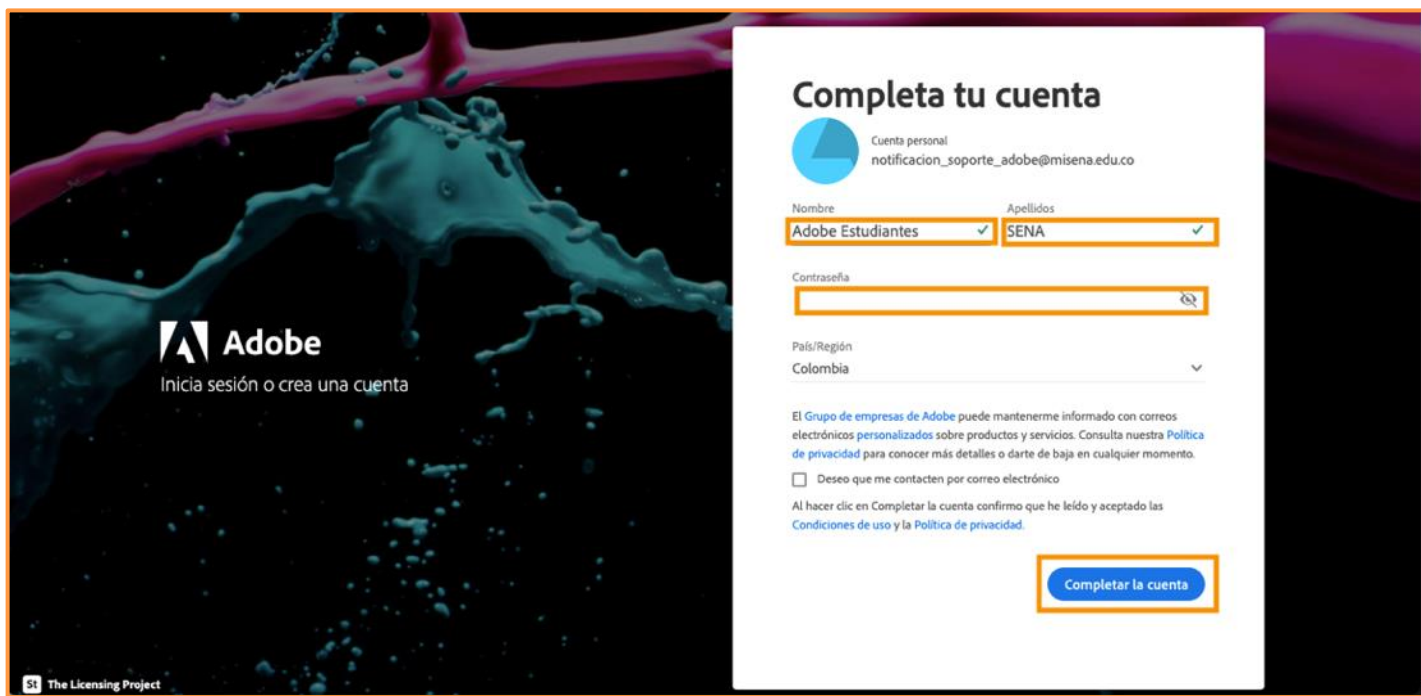 Adobe
Inicia sesión o crea una cuenta
St The Licensing Project
Completa tu cuenta
Cuenta personal
notificacion_soporte_adobe@misena.edu.co
Nombre Apellidos
Adobe Estudiantes SENA
Contraseña
País/Región
Colombia
El Grupo de empresas de Adobe puede mantenerme informado con correos
electrónicos personalizados sobre productos y servicios. Consulta nuestra Política
de privacidad para conocer más detalles o darte de baja en cualquier momento.
Deseo que me contacten por correo electrónico
Al hacer clic en Completar la cuenta confirmo que he leído y aceptado las
Condiciones de uso y la Política de privacidad.
Completar la cuenta